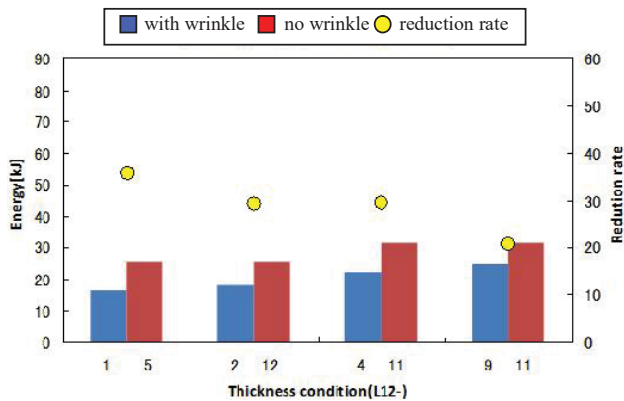 with wrinkle no wrinkle reduction rate
90 60
80
70 50
60 40
50
40 30
30 20
20
10 10
0 0
Energy[kJ]
Redution rate
1 5 2 12 4 11 9 11
Thickness condition(L12-)